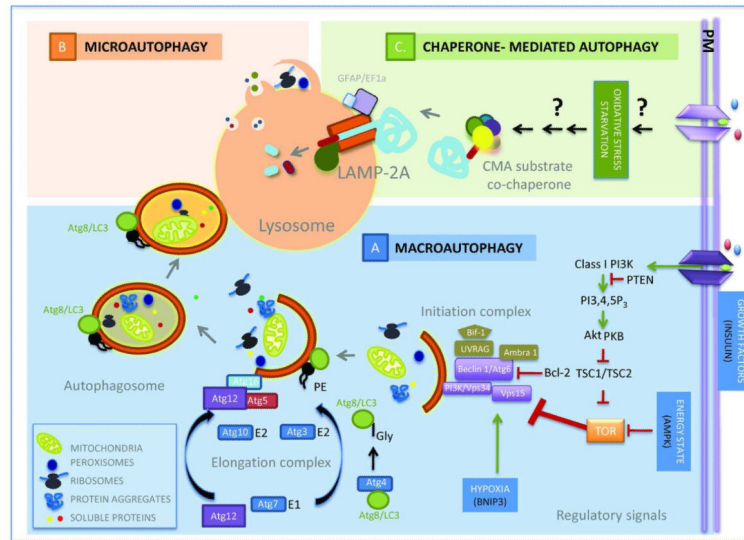 B
MICROAUTOPHAGY
C.
CHAPERONE- MEDIATED AUTOPHAGY
PM
GFAP/EF1a
LAMP-2A
Lysosome
CMA substrate
co-chaperone
?
OXIDATIVE STRESS
STARVATION
?
A
MACROAUTOPHAGY
Atg8/LC3
Atg8/LC3
Autophagosome
PE
Atg12
Atg5
Atg10
E2
Atg3
E2
Elongation complex
Atg7
E1
Atg12
Atg8/LC3
Gly
Atg4
Atg8/LC3
Initiation complex
Bif-1
UVRAG
Ambra 1
Beclin 1/Atg6
PI3K/Vps34
Vps15
Bcl-2
HYPOXIA
(BNIP3)
Class I PI3K
PTEN
PI3,4,5P3
Akt PKB
TSC1/TSC2
TOR
GROWTH FACTORS
(INSULIN)
ENERGY STATE
(AMPK)
Regulatory signals
MITOCHONDRIA
PEROXISOMES
RIBOSOMES
PROTEIN AGGREGATES
SOLUBLE PROTEINS